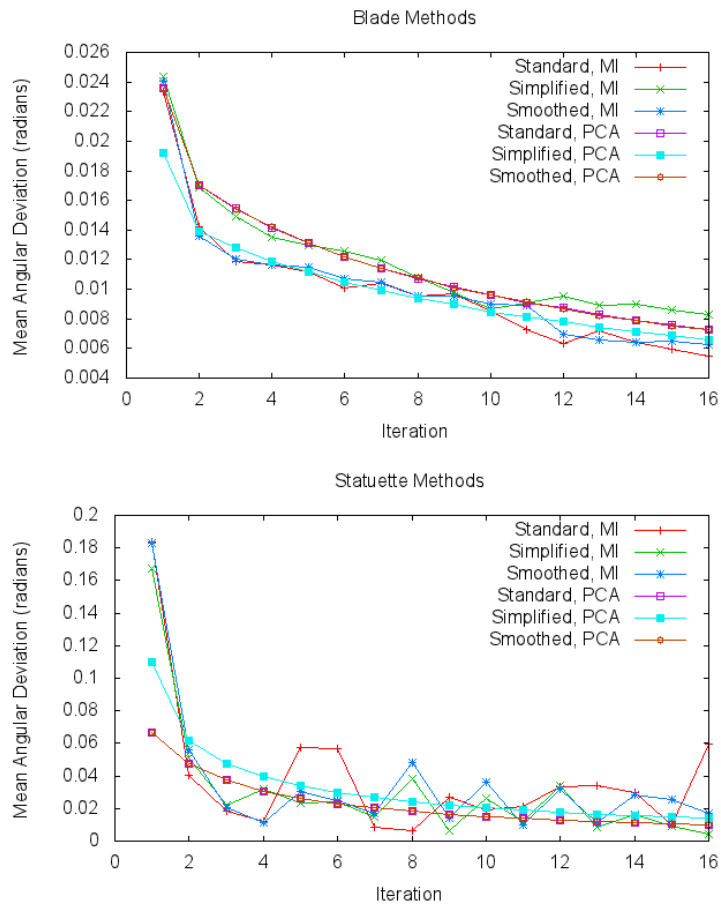 Blade Methods
Mean Angular Deviation (radians)
0.026
0.024
0.022
0.02
0.018
0.016
0.014
0.012
0.01
0.008
0.006
0.004
Standard, MI
Simplified, MI
Smoothed, MI
Standard, PCA
Simplified, PCA
Smoothed, PCA
0 2 4 6 8 10 12 14 16
Iteration
Statuette Methods
Mean Angular Deviation (radians)
0.2
0.18
0.16
0.14
0.12
0.1
0.08
0.06
0.04
0.02
0
Standard, MI
Simplified, MI
Smoothed, MI
Standard, PCA
Simplified, PCA
Smoothed, PCA
0 2 4 6 8 10 12 14 16
Iteration